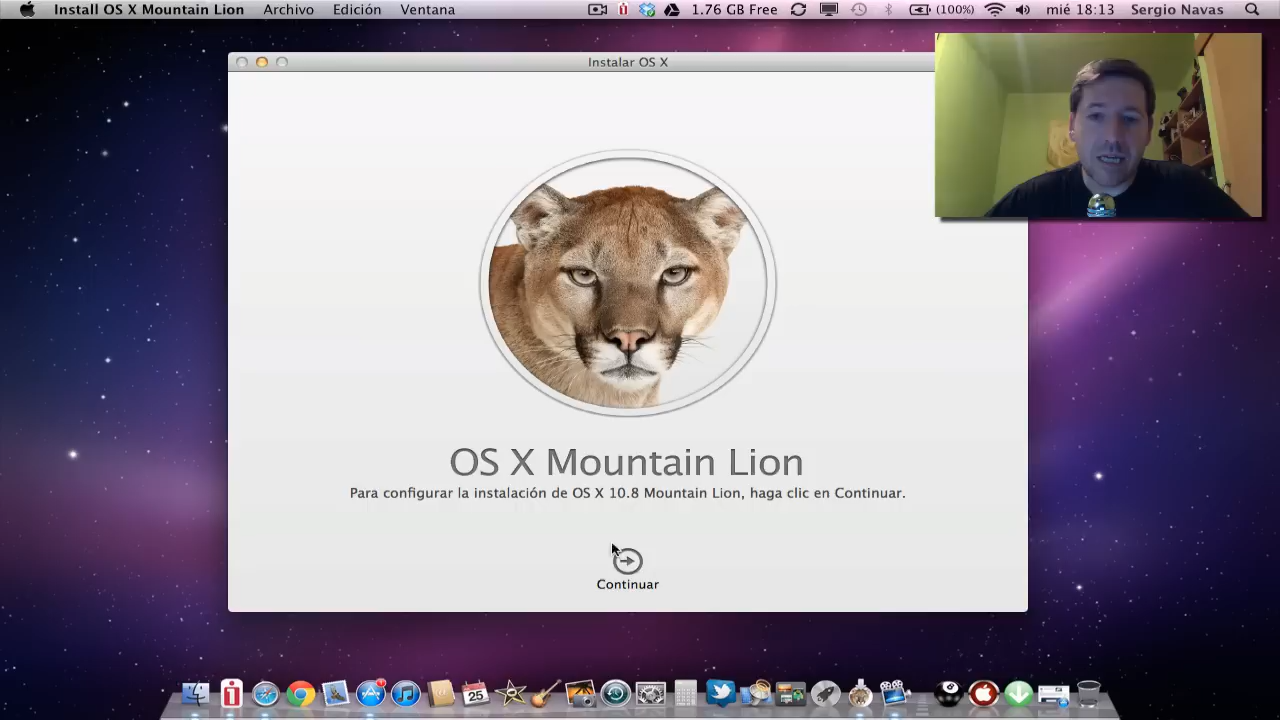 Install OS X Mountain Lion Archivo Edición Ventana 1.76 GB Free (100%) mié 18:13 Sergio Navas
Instalar OS X
OS X Mountain Lion
Para configurar la instalación de OS X 10.8 Mountain Lion, haga clic en Continuar.
Continuar
25